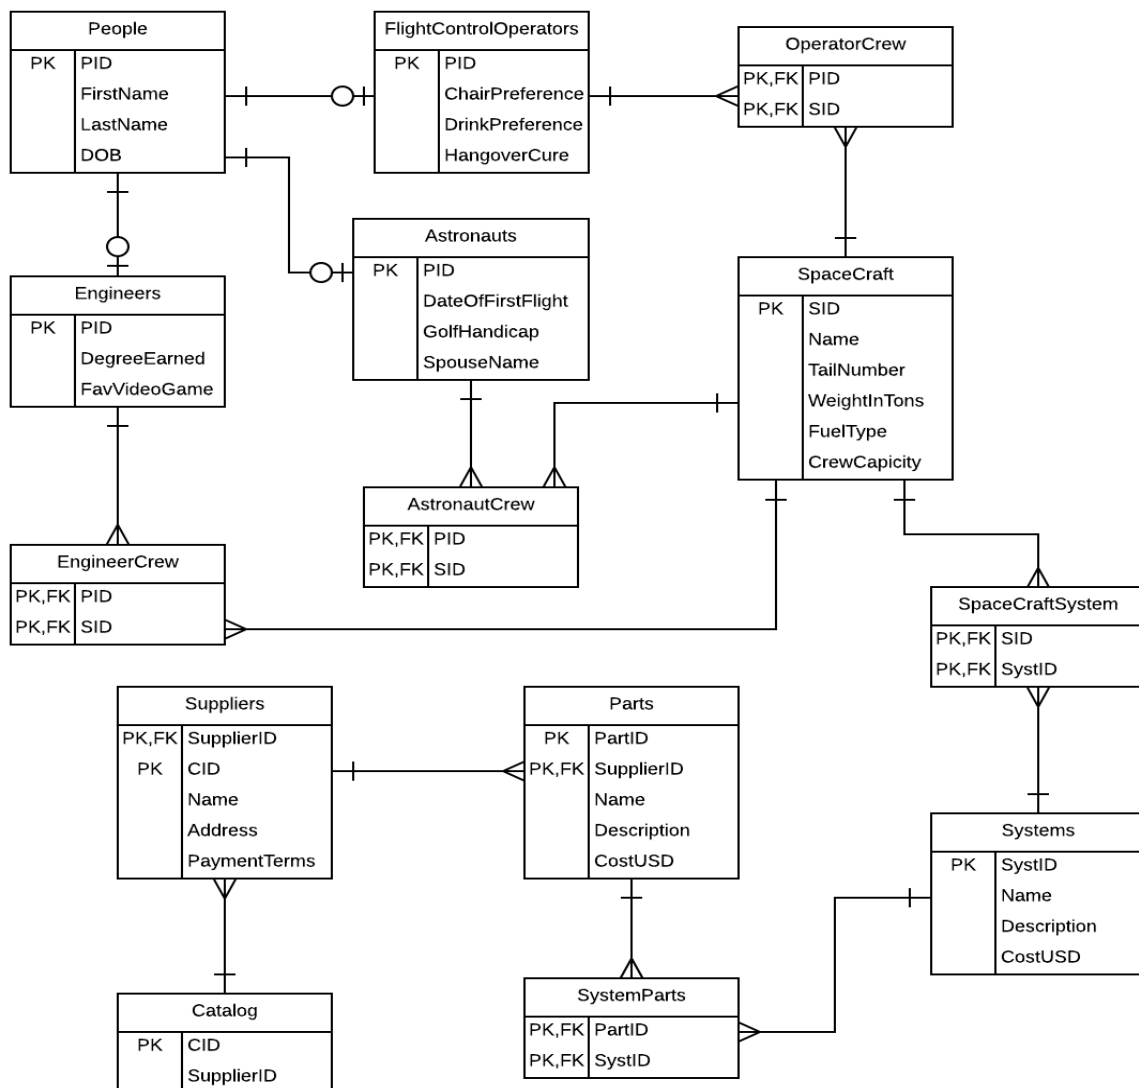 People
PK PID
FirstName
LastName
DOB
FlightControlOperators
PK PID
ChairPreference
DrinkPreference
HangoverCure
OperatorCrew
PK,FK PID
PK,FK SID
Astronauts
PK PID
DateOfFirstFlight
GolfHandicap
SpouseName
SpaceCraft
PK SID
Name
TailNumber
WeightInTons
FuelType
CrewCapicity
Engineers
PK PID
DegreeEarned
FavVideoGame
AstronautCrew
PK,FK PID
PK,FK SID
EngineerCrew
PK,FK PID
PK,FK SID
SpaceCraftSystem
PK,FK SID
PK,FK SystID
Suppliers
PK,FK SupplierID
PK CID
Name
Address
PaymentTerms
Parts
PK PartID
PK,FK SupplierID
Name
Description
CostUSD
Systems
PK SystID
Name
Description
CostUSD
Catalog
PK CID
SupplierID
SystemParts
PK,FK PartID
PK,FK SystID